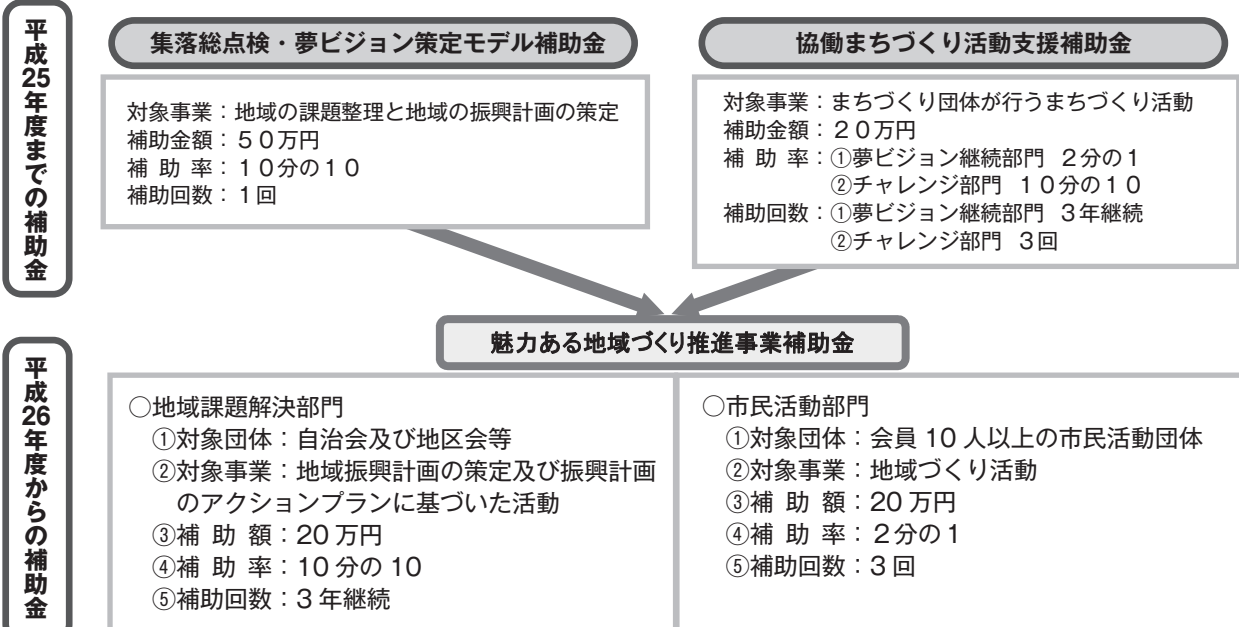 平成25年度までの補助金
集落総点検・夢ビジョン策定モデル補助金
対象事業：地域の課題整理と地域の振興計画の策定
補助金額：５０万円
補 助 率：１０分の１０
補助回数：１回
協働まちづくり活動支援補助金
対象事業：まちづくり団体が行うまちづくり活動
補助金額：２０万円
補 助 率：①夢ビジョン継続部門 ２分の１
②チャレンジ部門 １０分の１０
補助回数：①夢ビジョン継続部門 ３年継続
②チャレンジ部門 ３回
魅力ある地域づくり推進事業補助金
平成26年度からの補助金
○地域課題解決部門
①対象団体：自治会及び地区会等
②対象事業：地域振興計画の策定及び振興計画
のアクションプランに基づいた活動
③補 助 額：20 万円
④補 助 率：10 分の 10
⑤補助回数：3 年継続
○市民活動部門
①対象団体：会員 10 人以上の市民活動団体
②対象事業：地域づくり活動
③補 助 額：20 万円
④補 助 率：２分の１
⑤補助回数：3 回